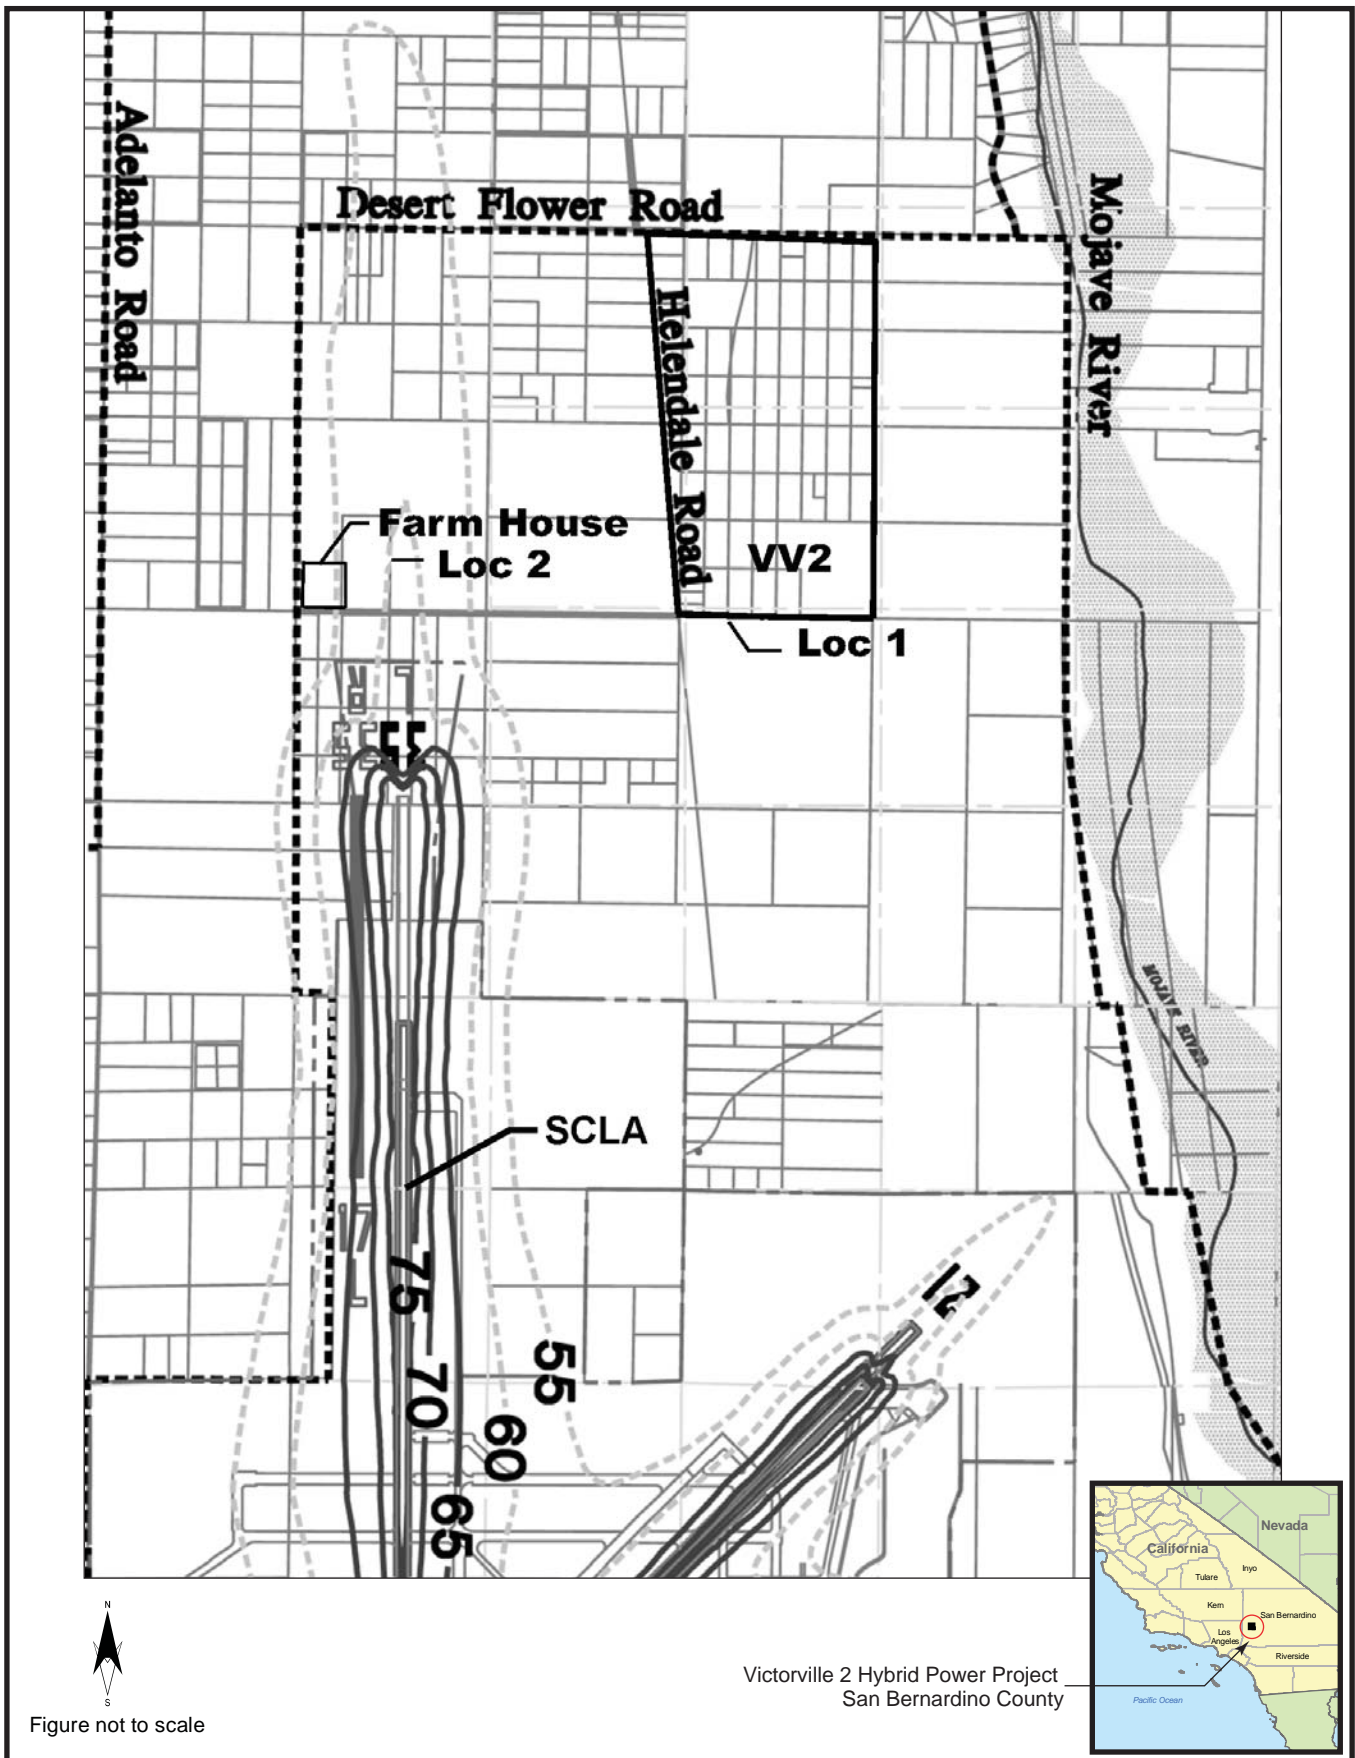 Adelanto Road
Desert Flower Road
Mojave River
Helendale Road
Farm House
Loc 2
VV2
Loc 1
MOJAVE RIVER
SCLA
17
12
75
70
55
60
65
Nevada
California
Inyo
Tulare
Kern
San Bernardino
Los
Angeles
Riverside
Pacific Ocean
N
S
Figure not to scale
Victorville 2 Hybrid Power Project
San Bernardino County